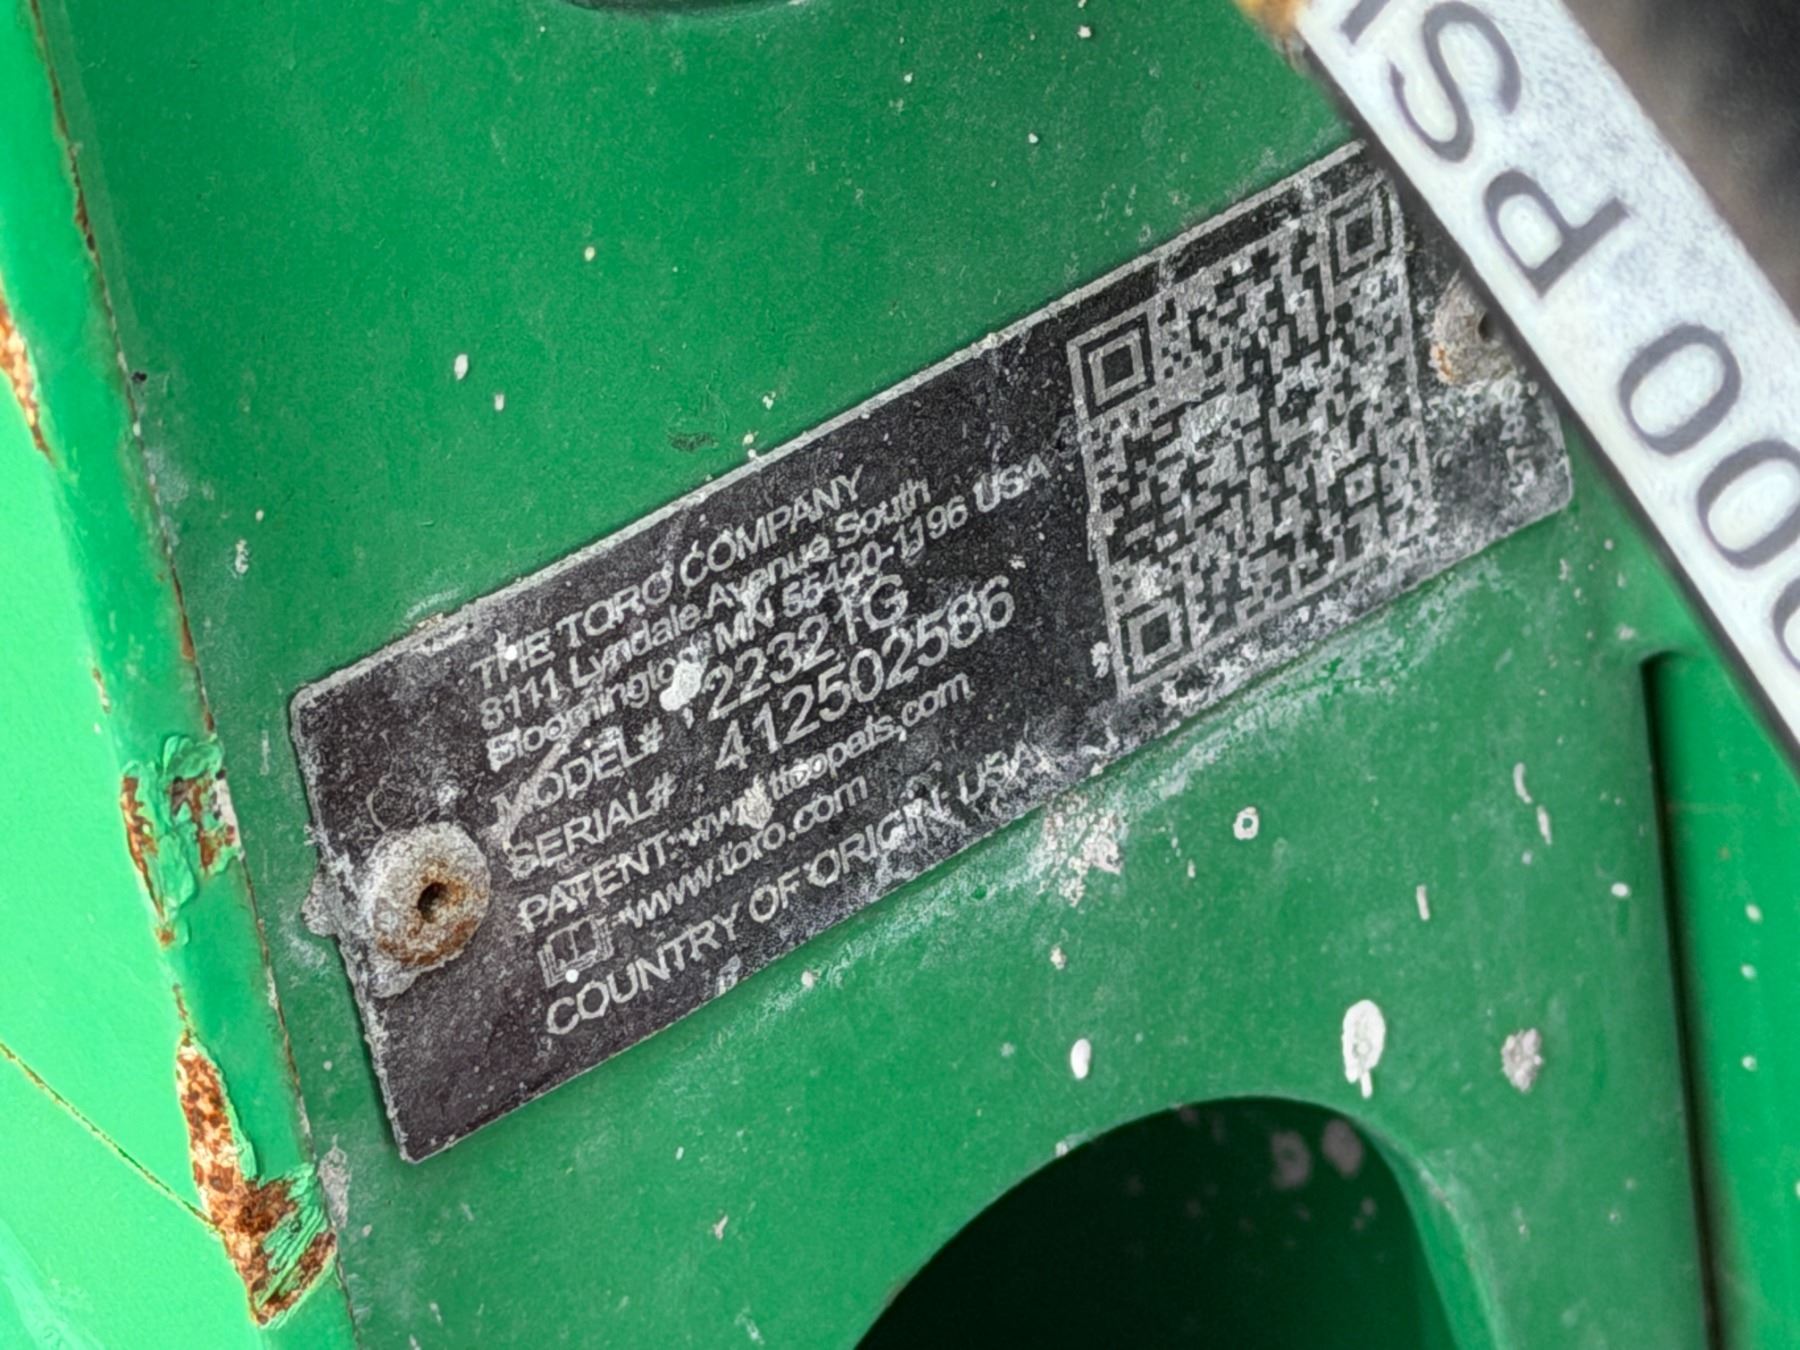 THE TORO COMPANY
8111 Lyndale Avenue South
Bloomington, MN 55420-1196 USA
MODEL# 22321G
SERIAL# 412502586
PATENT: www.ttcopats.com
www.toro.com
COUNTRY OF ORIGIN: USA
000 PSI